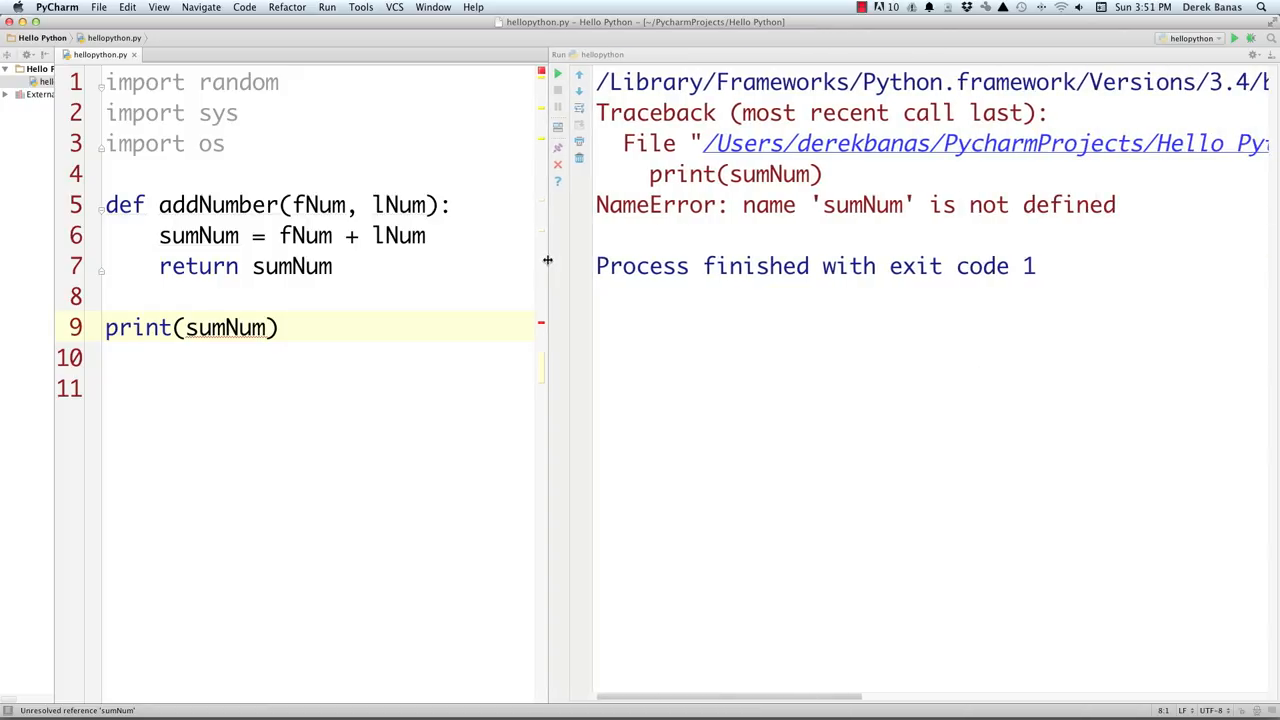 PyCharm File Edit View Navigate Code Refactor Run Tools VCS Window Help 10 Sun 3:51 PM Derek Banas
hellopython.py – Hello Python – [~/PycharmProjects/Hello Python]
Hello Python hellopython.py hellopython
hellopython.py Run hellopython
Hello
hell
Extern
1 import random
2 import sys
3 import os
4
5 def addNumber(fNum, lNum):
6 sumNum = fNum + lNum
7 return sumNum
8
9 print(sumNum)
10
11
/Library/Frameworks/Python.framework/Versions/3.4/b
Traceback (most recent call last):
File "/Users/derekbanas/PycharmProjects/Hello Py
print(sumNum)
NameError: name 'sumNum' is not defined
Process finished with exit code 1
Unresolved reference 'sumNum' 8:1 LF UTF-8